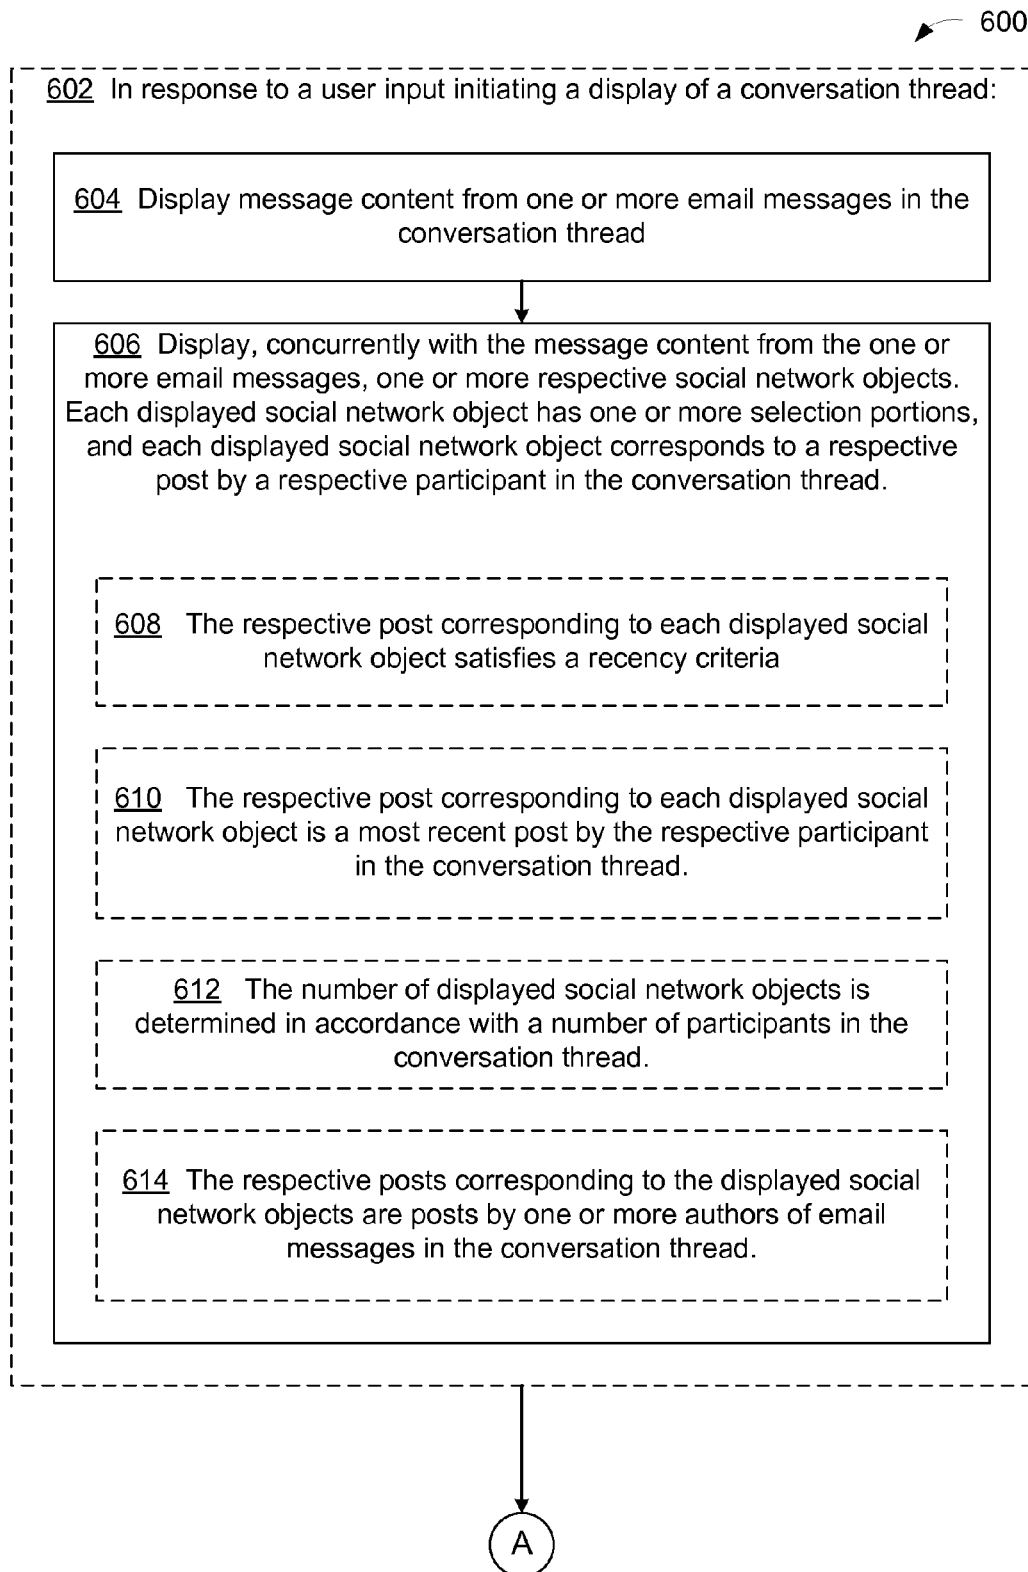 600
602 In response to a user input initiating a display of a conversation thread:
604 Display message content from one or more email messages in the
conversation thread
606 Display, concurrently with the message content from the one or
more email messages, one or more respective social network objects.
Each displayed social network object has one or more selection portions,
and each displayed social network object corresponds to a respective
post by a respective participant in the conversation thread.
608 The respective post corresponding to each displayed social
network object satisfies a recency criteria
610 The respective post corresponding to each displayed social
network object is a most recent post by the respective participant
in the conversation thread.
612 The number of displayed social network objects is
determined in accordance with a number of participants in the
conversation thread.
614 The respective posts corresponding to the displayed social
network objects are posts by one or more authors of email
messages in the conversation thread.
A